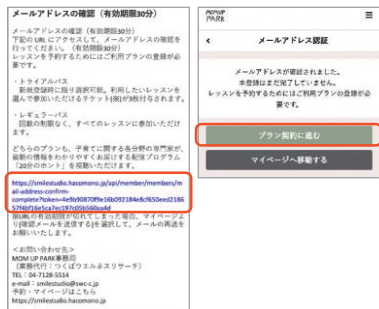 メールアドレスの確認(有効期限30分)
メールアドレスの確認(有効期限30分)
下記のURLにアクセスして、メールアドレスの確認を
行ってください。(有効期限30分)
レッスンを予約するためにはご利用プランの登録が必
要です。
・トライアルパス
新規登録時に限り選択可能。利用したいレッスンを
選んで参加いただけるチケット(枚)が3枚付与されます。
・レギュラーパス
回数の制限なく、すべてのレッスンに参加いただけ
ます。
どちらのプランも、子育てに関する各分野の専門家が、
最新の情報をわかりやすくお届けする配信プログラム
「20分のホント」を視聴いただけます。
https://smilestudio.hacomono.jp/api/member/members/m
ail-address-confirm-
complete?token=4e9b90870f9e16b092184e8cf650eed2186
57f4bf16e5ca7ec197c05b560za4d
URLの有効期限が切れてしまった場合、マイページよ
り[確認メールを送信する]を選択して、メールの再送を
お願いいたします。
<お問い合わせ先>
MOM UP PARK事務局
(業務代行:つくばウエルネスリサーチ)
TEL:04-7128-5514
e-mail:smilestudio@swc-c.jp
予約・マイページはこちら
https://smilestudio.hacomono.jp
MOMUP
PARK
メールアドレス認証
メールアドレスが確認されました。
本登録はまだ完了していません。
レッスンを予約するためにはご利用プランの登録が必
要です。
プラン契約に進む
マイページへ移動する